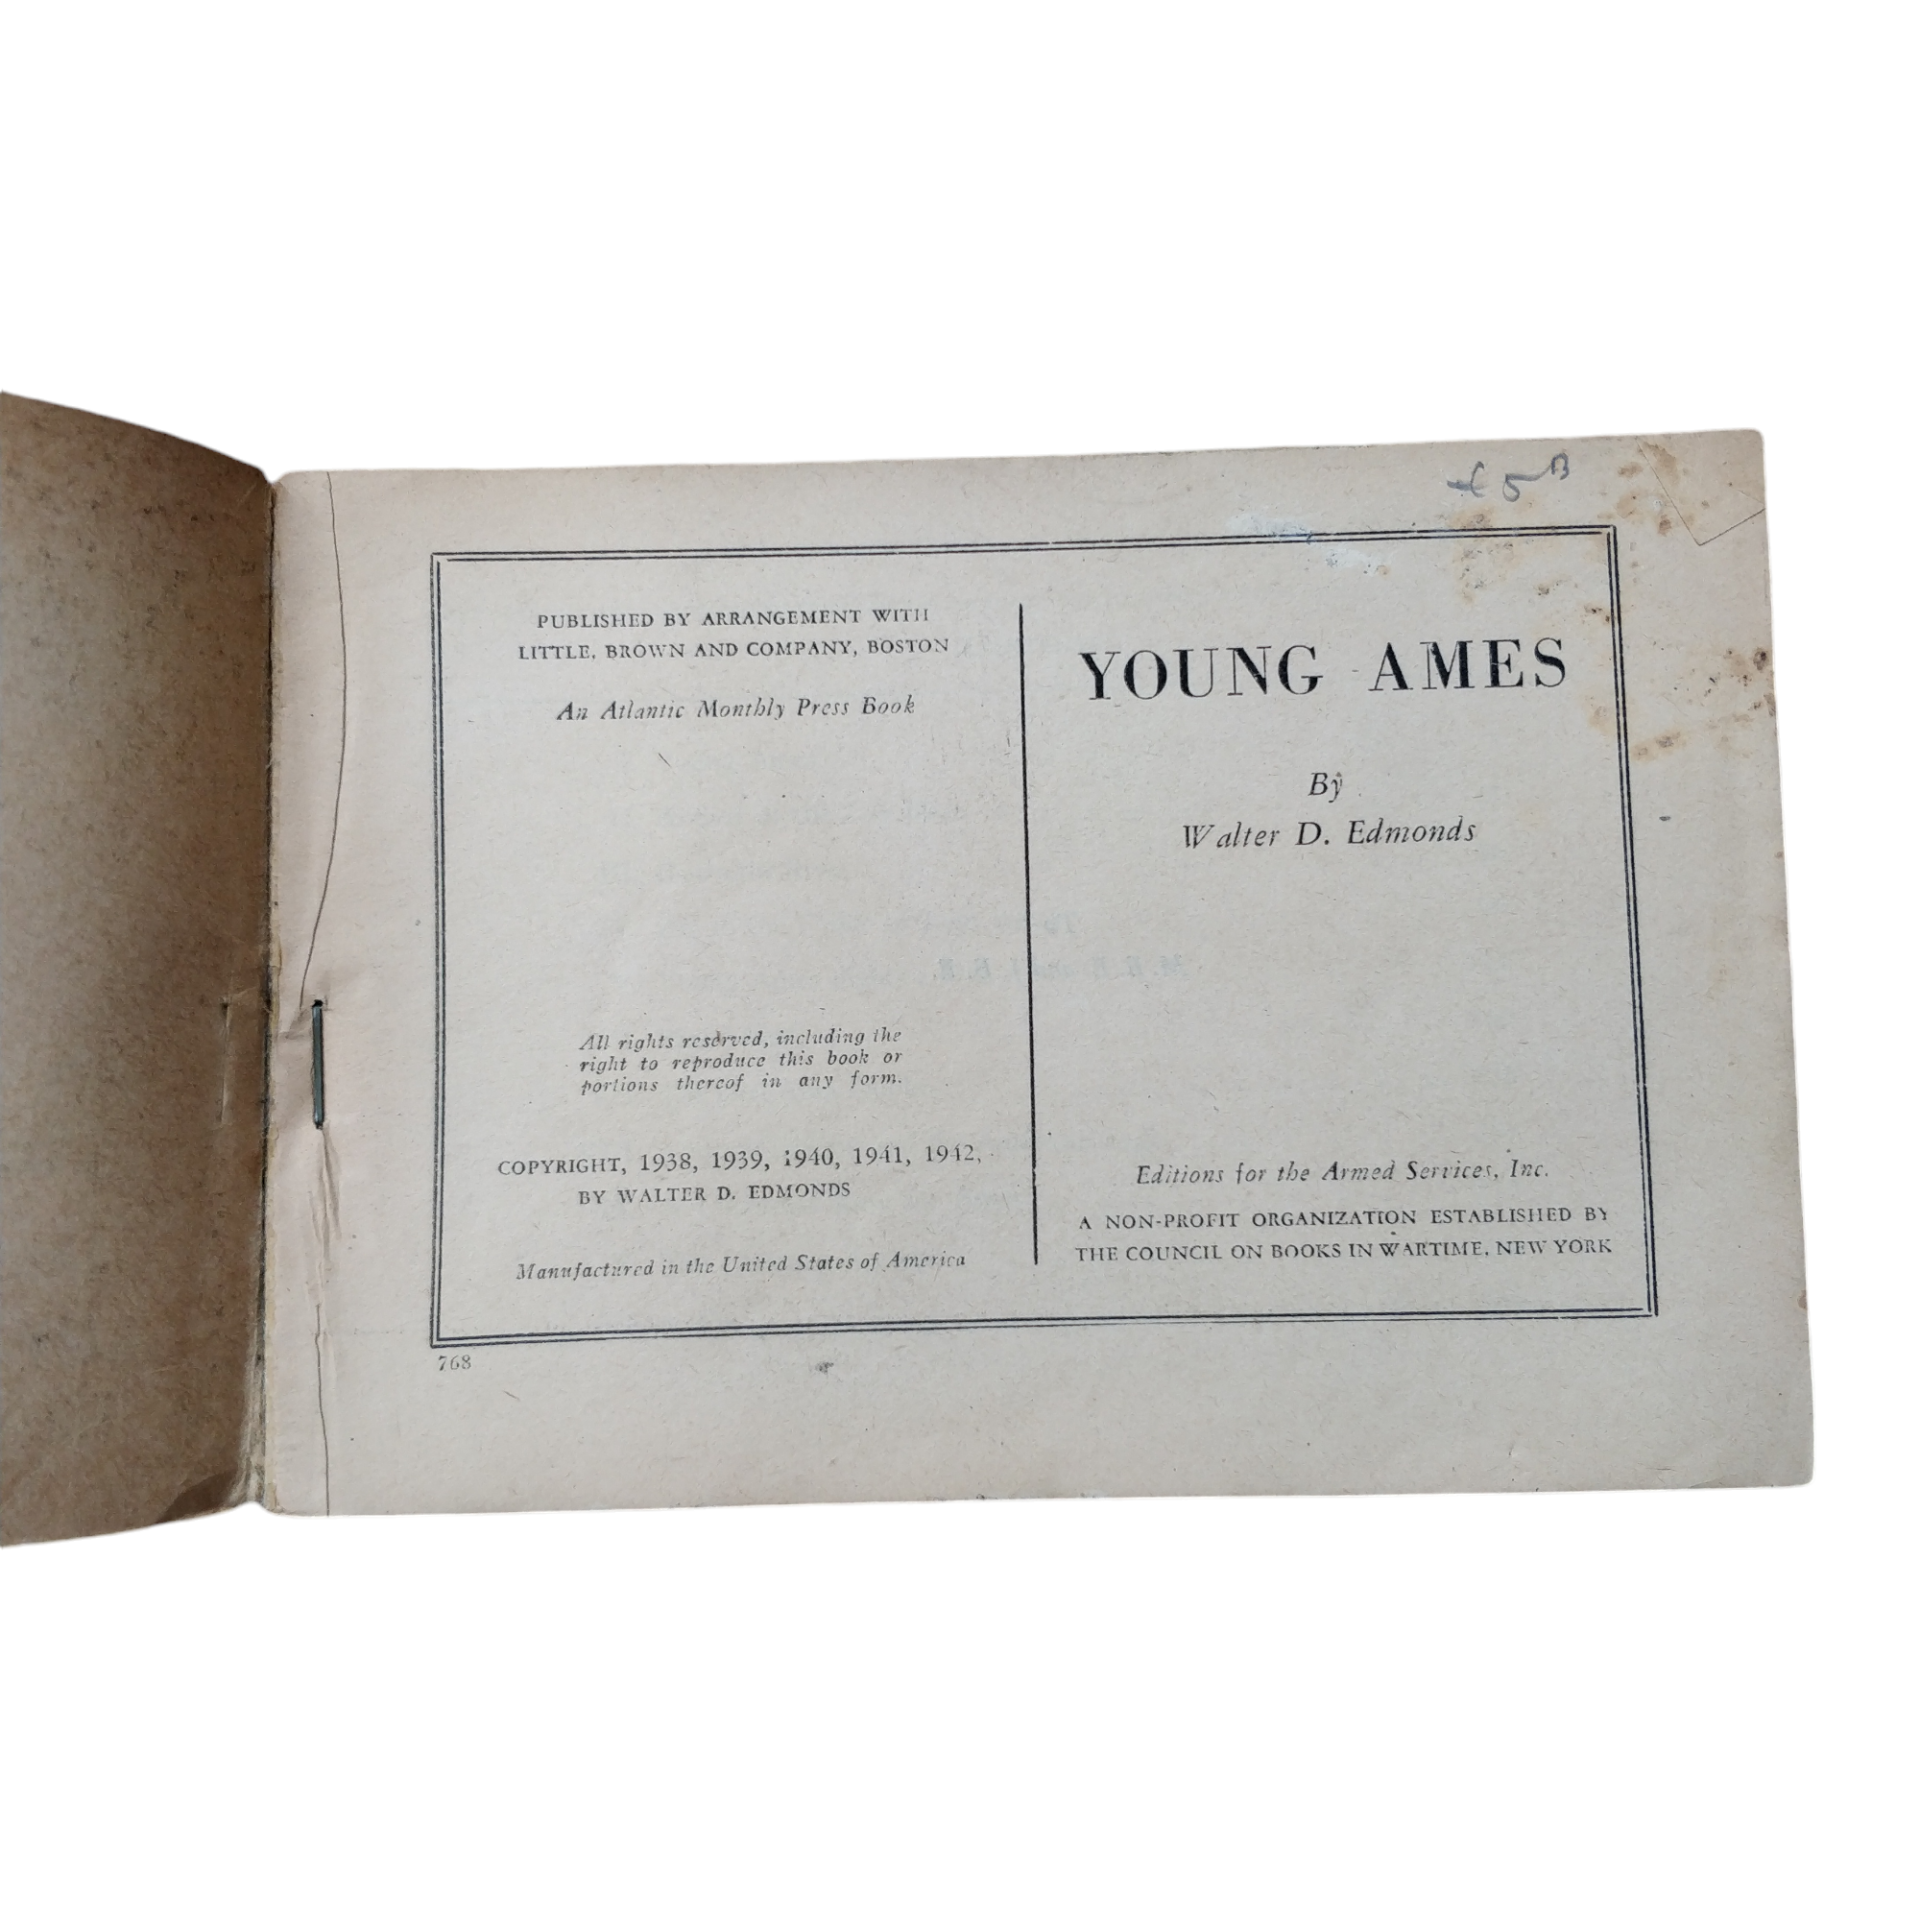 PUBLISHED BY ARRANGEMENT WITH
LITTLE, BROWN AND COMPANY, BOSTON
An Atlantic Monthly Press Book
All rights reserved, including the
right to reproduce this book or
portions thereof in any form.
COPYRIGHT, 1938, 1939, 1940, 1941, 1942,
BY WALTER D. EDMONDS
Manufactured in the United States of America
768
YOUNG AMES
By
Walter D. Edmonds
Editions for the Armed Services, Inc.
A NON-PROFIT ORGANIZATION ESTABLISHED BY
THE COUNCIL ON BOOKS IN WARTIME, NEW YORK